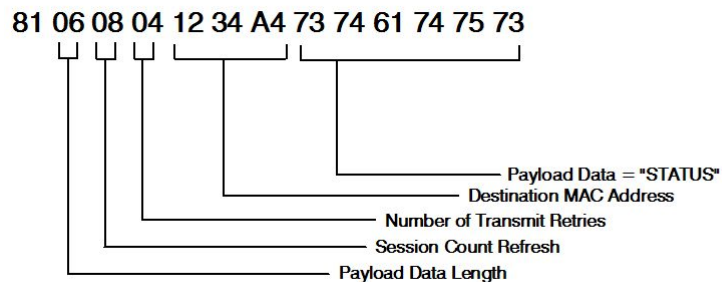 81 06 08 04 12 34 A4 73 74 61 74 75 73
Payload Data = "STATUS"
Destination MAC Address
Number of Transmit Retries
Session Count Refresh
Payload Data Length